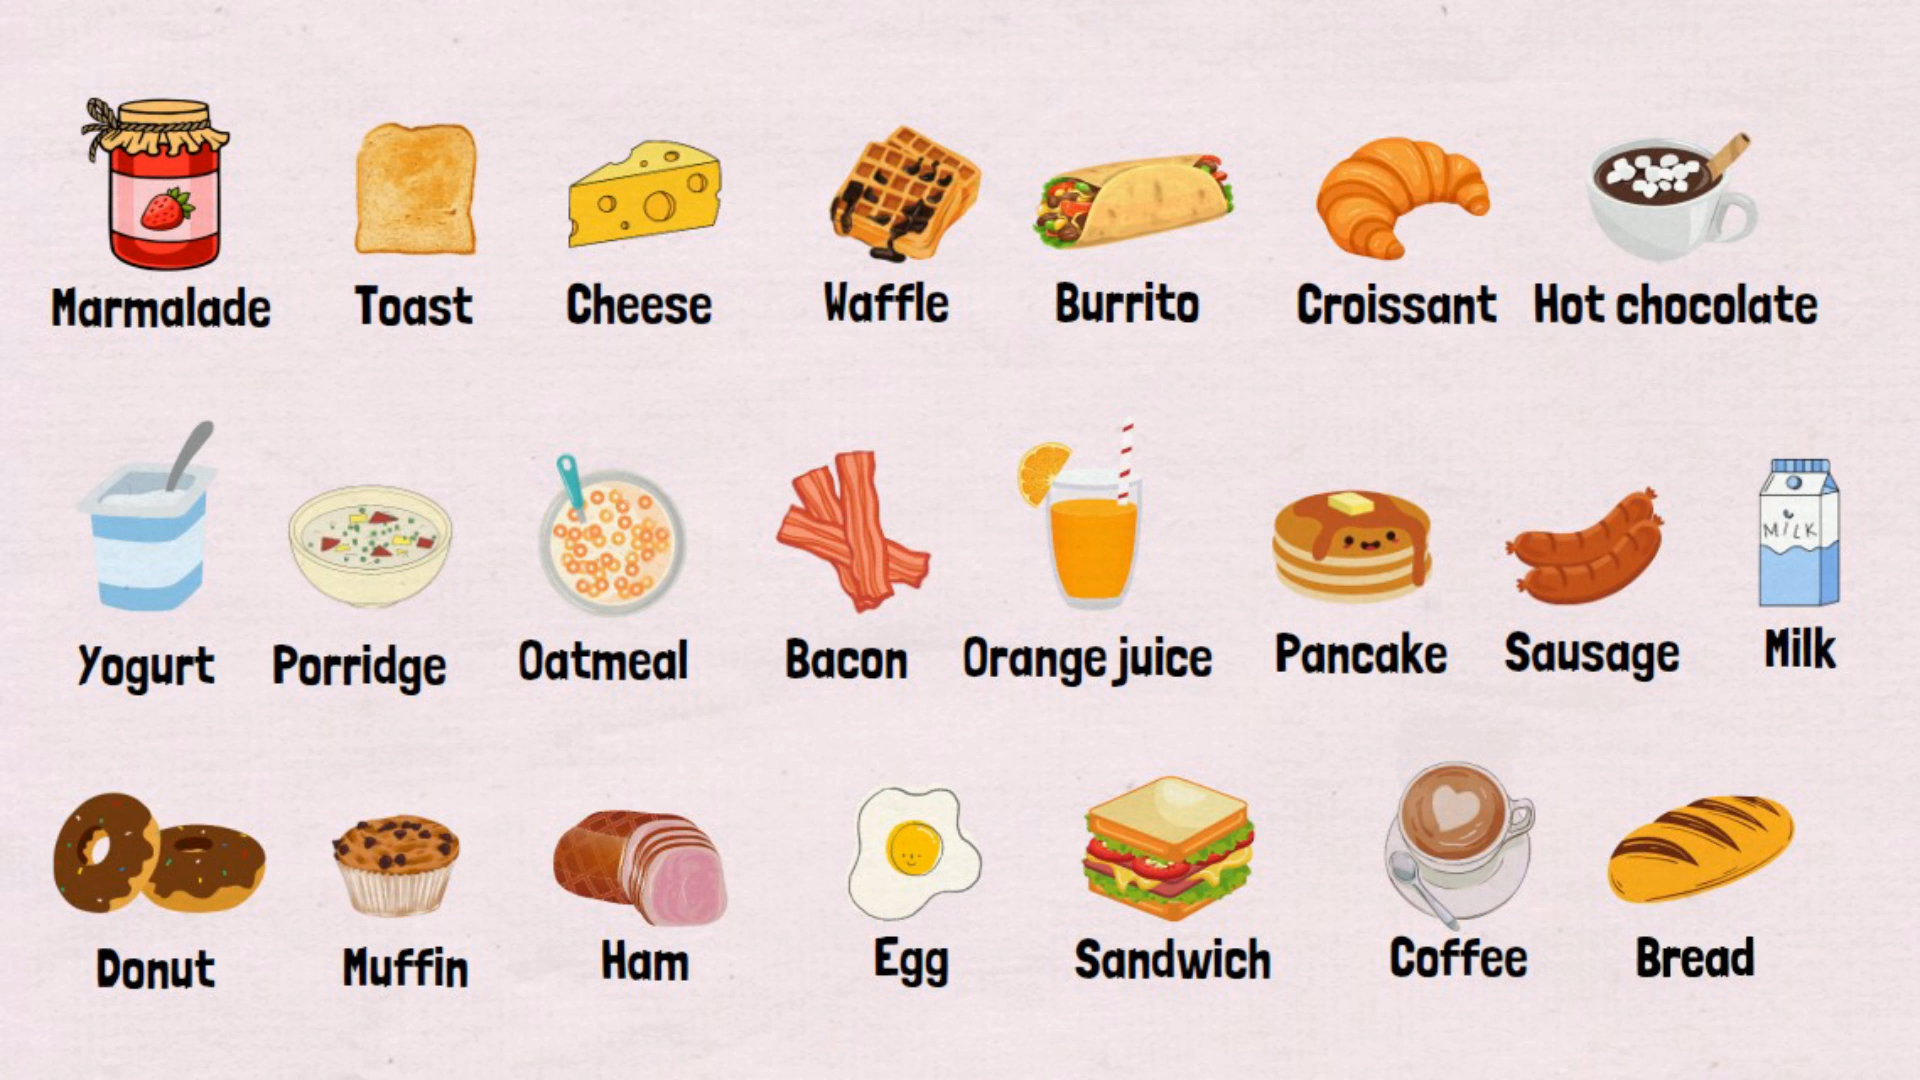 Marmalade
Toast
Cheese
Waffle
Burrito
Croissant
Hot chocolate
MILK
Yogurt
Porridge
Oatmeal
Bacon
Orange juice
Pancake
Sausage
Milk
Donut
Muffin
Ham
Egg
Sandwich
Coffee
Bread